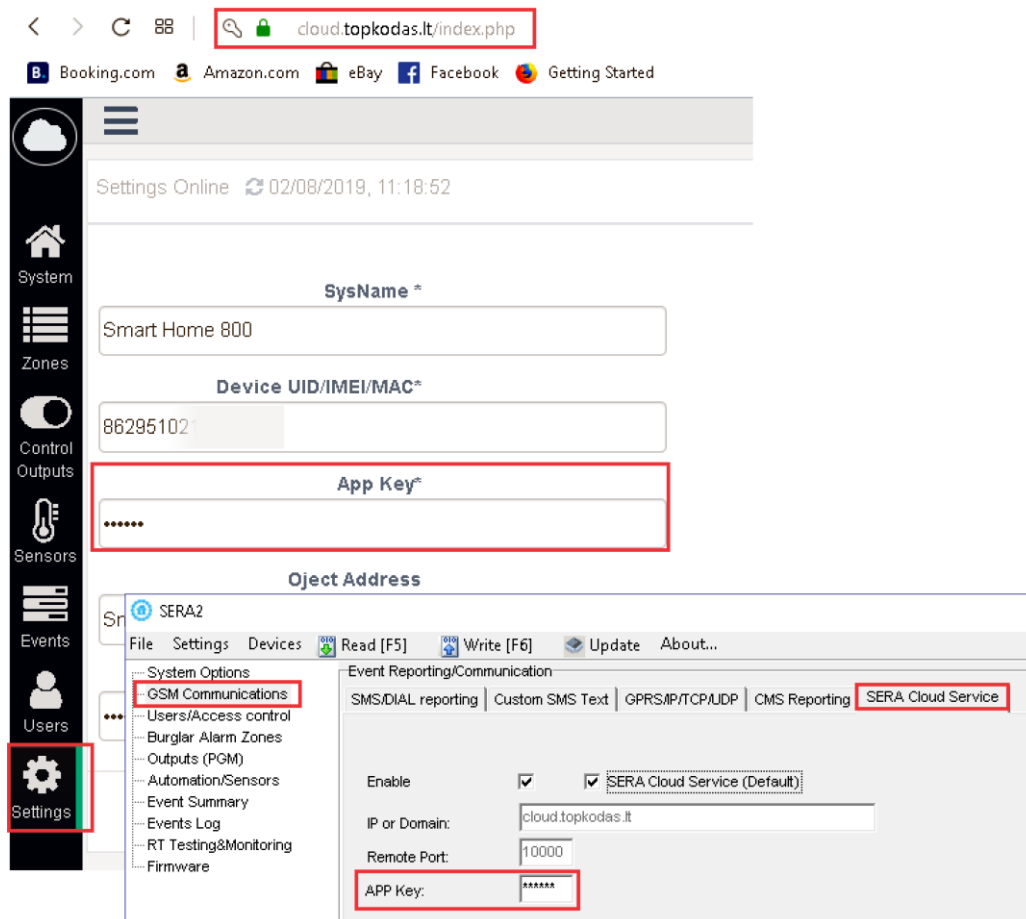 cloud.topkodas.lt/index.php
B. Booking.com a Amazon.com eBay f Facebook Getting Started
Settings Online 02/08/2019, 11:18:52
System
SysName *
Smart Home 800
Zones
Device UID/IMEI/MAC*
862951021
Control
Outputs
App Key*
••••••
Sensors
Oject Address
SERA2
Events
File Settings Devices Read [F5] Write [F6] Update About...
System Options
GSM Communications
Users/Access control
Burglar Alarm Zones
Outputs (PGM)
Automation/Sensors
Event Summary
Events Log
RT Testing&Monitoring
Firmware
Users
Settings
Event Reporting/Communication
SMS/DIAL reporting Custom SMS Text GPRS/IP/TCP/UDP CMS Reporting SERA Cloud Service
Enable SERA Cloud Service (Default)
IP or Domain: cloud.topkodas.lt
Remote Port: 10000
APP Key: ******